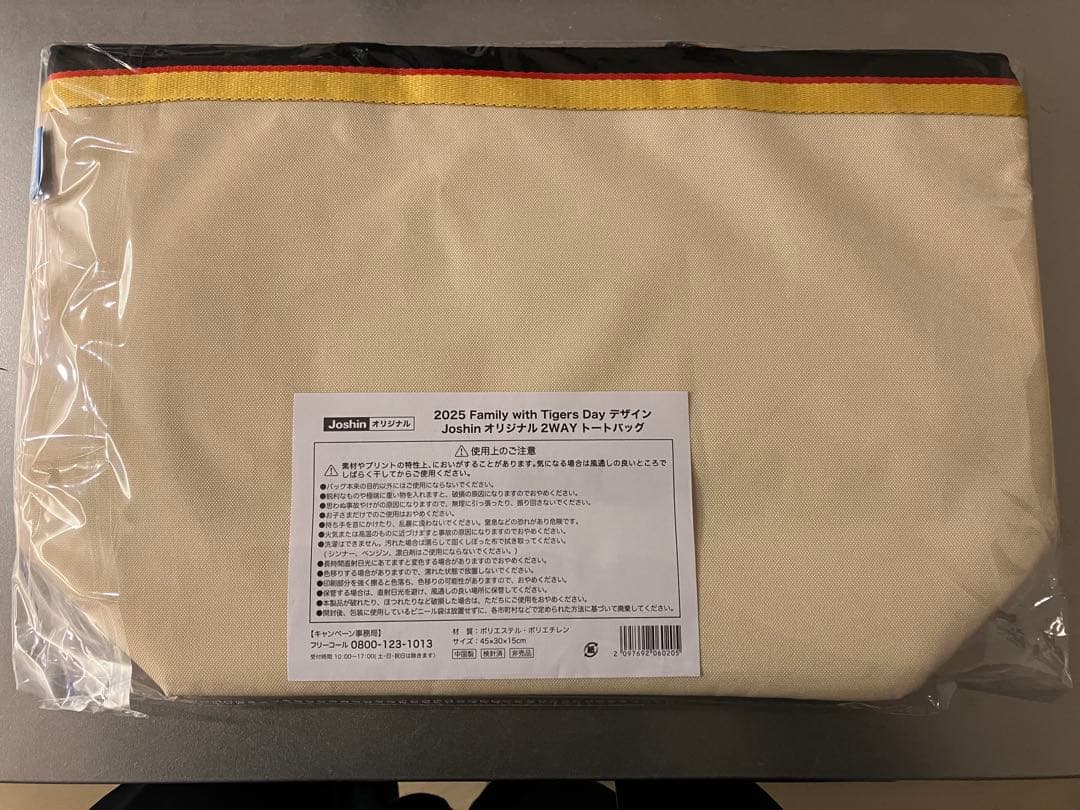 Joshin オリジナル
2025 Family with Tigers Day デザイン
Joshin オリジナル 2WAY トートバッグ
⚠使用上のご注意
⚠素材やプリントの特性上、においがすることがあります。気になる場合は風通しの良いところで
しばらく干してからご使用ください。
●バッグ本来の目的以外にはご使用にならないでください。
●鋭利なものや極端に重い物を入れますと、破損の原因になりますのでおやめください。
●思わぬ事故やけがの原因になりますので、無理に引っ張ったり、振り回さないでください。
●お子さまだけでのご使用はおやめください。
●持ち手を首にかけたり、乱暴に扱わないでください。窒息などの恐れがあり危険です。
●火気または高温のものに近づけますと事故の原因になりますのでおやめください。
●洗濯はできません。汚れた場合は濡らして固くしぼった布で拭き取ってください。
(シンナー、ベンジン、漂白剤はご使用にならないでください。)
●長時間直射日光にあてますと変色する場合がありますのでおやめください。
●色移りする場合がありますので、濡れた状態で放置しないでください。
●印刷部分を強く擦ると色落ち、色移りの可能性がありますので、おやめください。
●保管する場合は、直射日光を避け、風通しの良い場所に保管してください。
●本製品が破れたり、ほつれたりなど破損した場合は、ただちにご使用をおやめください。
●開封後、包装に使用しているビニール袋は放置せずに、各市町村などで定められた方法に基づいて廃棄してください。
【キャンペーン事務局】
フリーコール 0800-123-1013
受付時間 10:00～17:00(土・日・祝日は除きます)
材 質：ポリエステル・ポリエチレン
サイズ：45×30×15cm
中国製 検針済 非売品
紙
2 097692 060205